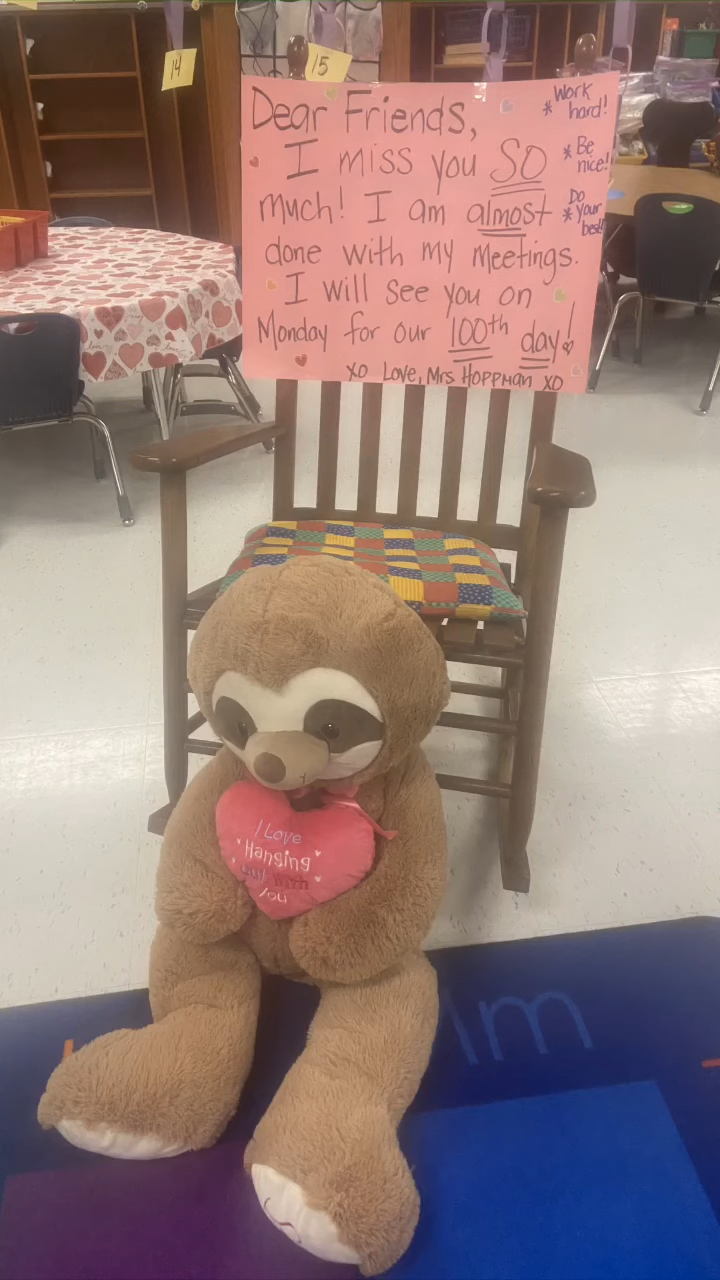 14
15
Dear Friends,
I miss you SO
much! I am almost
done with my meetings.
I will see you on
Monday for our 100th day!
xo Love, Mrs Hoppman xo
* Work
hard!
* Be
nice!
* Do
your
best!
I Love
Hanging
out with
You
Mm